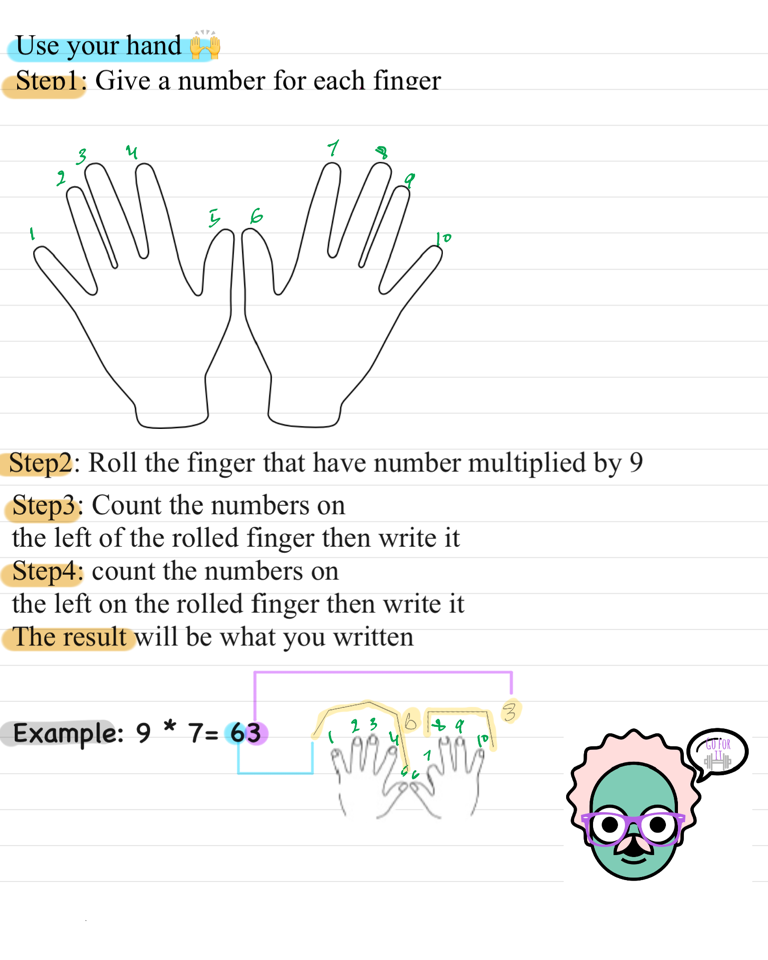 Use your hand 🙌
Step1: Give a number for each finger
1 2 3 4 5 6 7 8 9 10
Step2: Roll the finger that have number multiplied by 9
Step3: Count the numbers on
the left of the rolled finger then write it
Step4: count the numbers on
the left on the rolled finger then write it
The result will be what you written
Example: 9 * 7= 63
1 2 3 4 6 7 8 9 10 3
GO FOR
IT